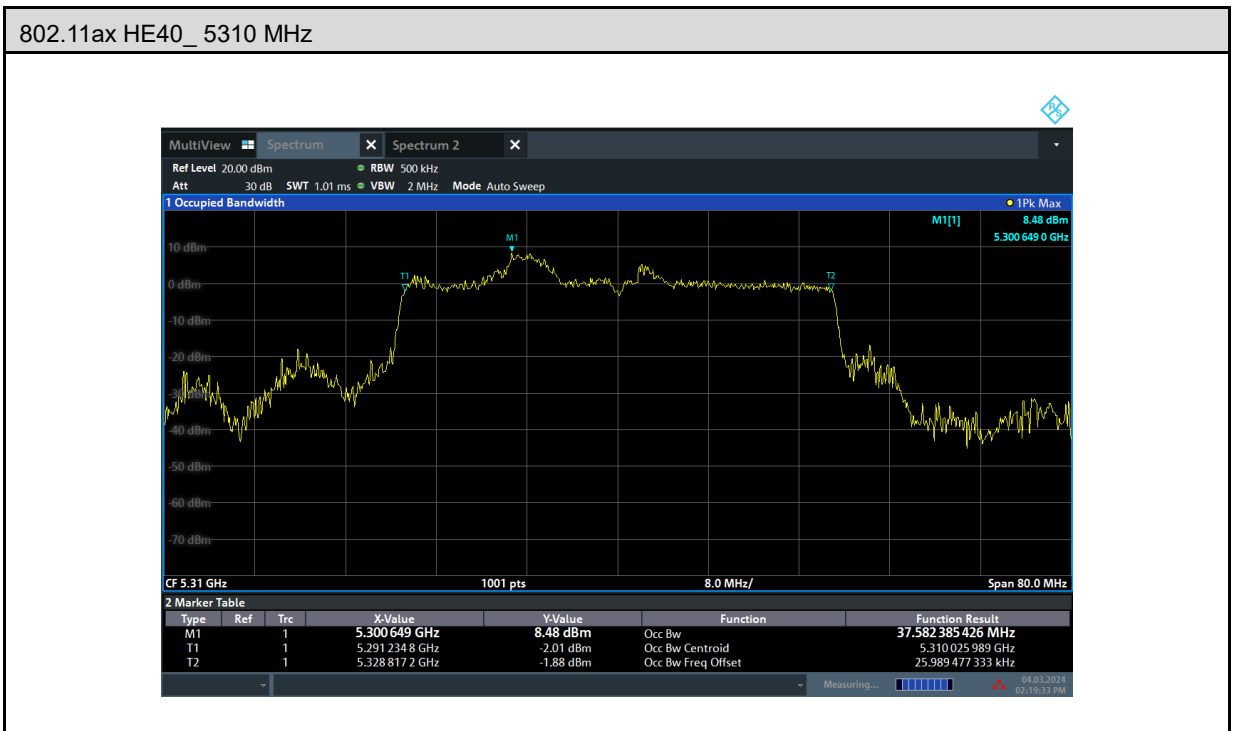 802.11ax HE40_ 5310 MHz
R&S
MultiView Spectrum X Spectrum 2 X
Ref Level 20.00 dBm RBW 500 kHz
Att 30 dB SWT 1.01 ms VBW 2 MHz Mode Auto Sweep
1 Occupied Bandwidth 1Pk Max
M1[1] 8.48 dBm
5.300 649 0 GHz
M1
10 dBm
T1 T2
0 dBm
-10 dBm
-20 dBm
-30 dBm
-40 dBm
-50 dBm
-60 dBm
-70 dBm
CF 5.31 GHz 1001 pts 8.0 MHz/ Span 80.0 MHz
2 Marker Table
Type Ref Trc X-Value Y-Value Function Function Result
M1 1 5.300 649 GHz 8.48 dBm Occ Bw 37.582 385 426 MHz
T1 1 5.291 234 8 GHz -2.01 dBm Occ Bw Centroid 5.310 025 989 GHz
T2 1 5.328 817 2 GHz -1.88 dBm Occ Bw Freq Offset 25.989 477 333 kHz
Measuring... 04.03.2024
02:19:33 PM